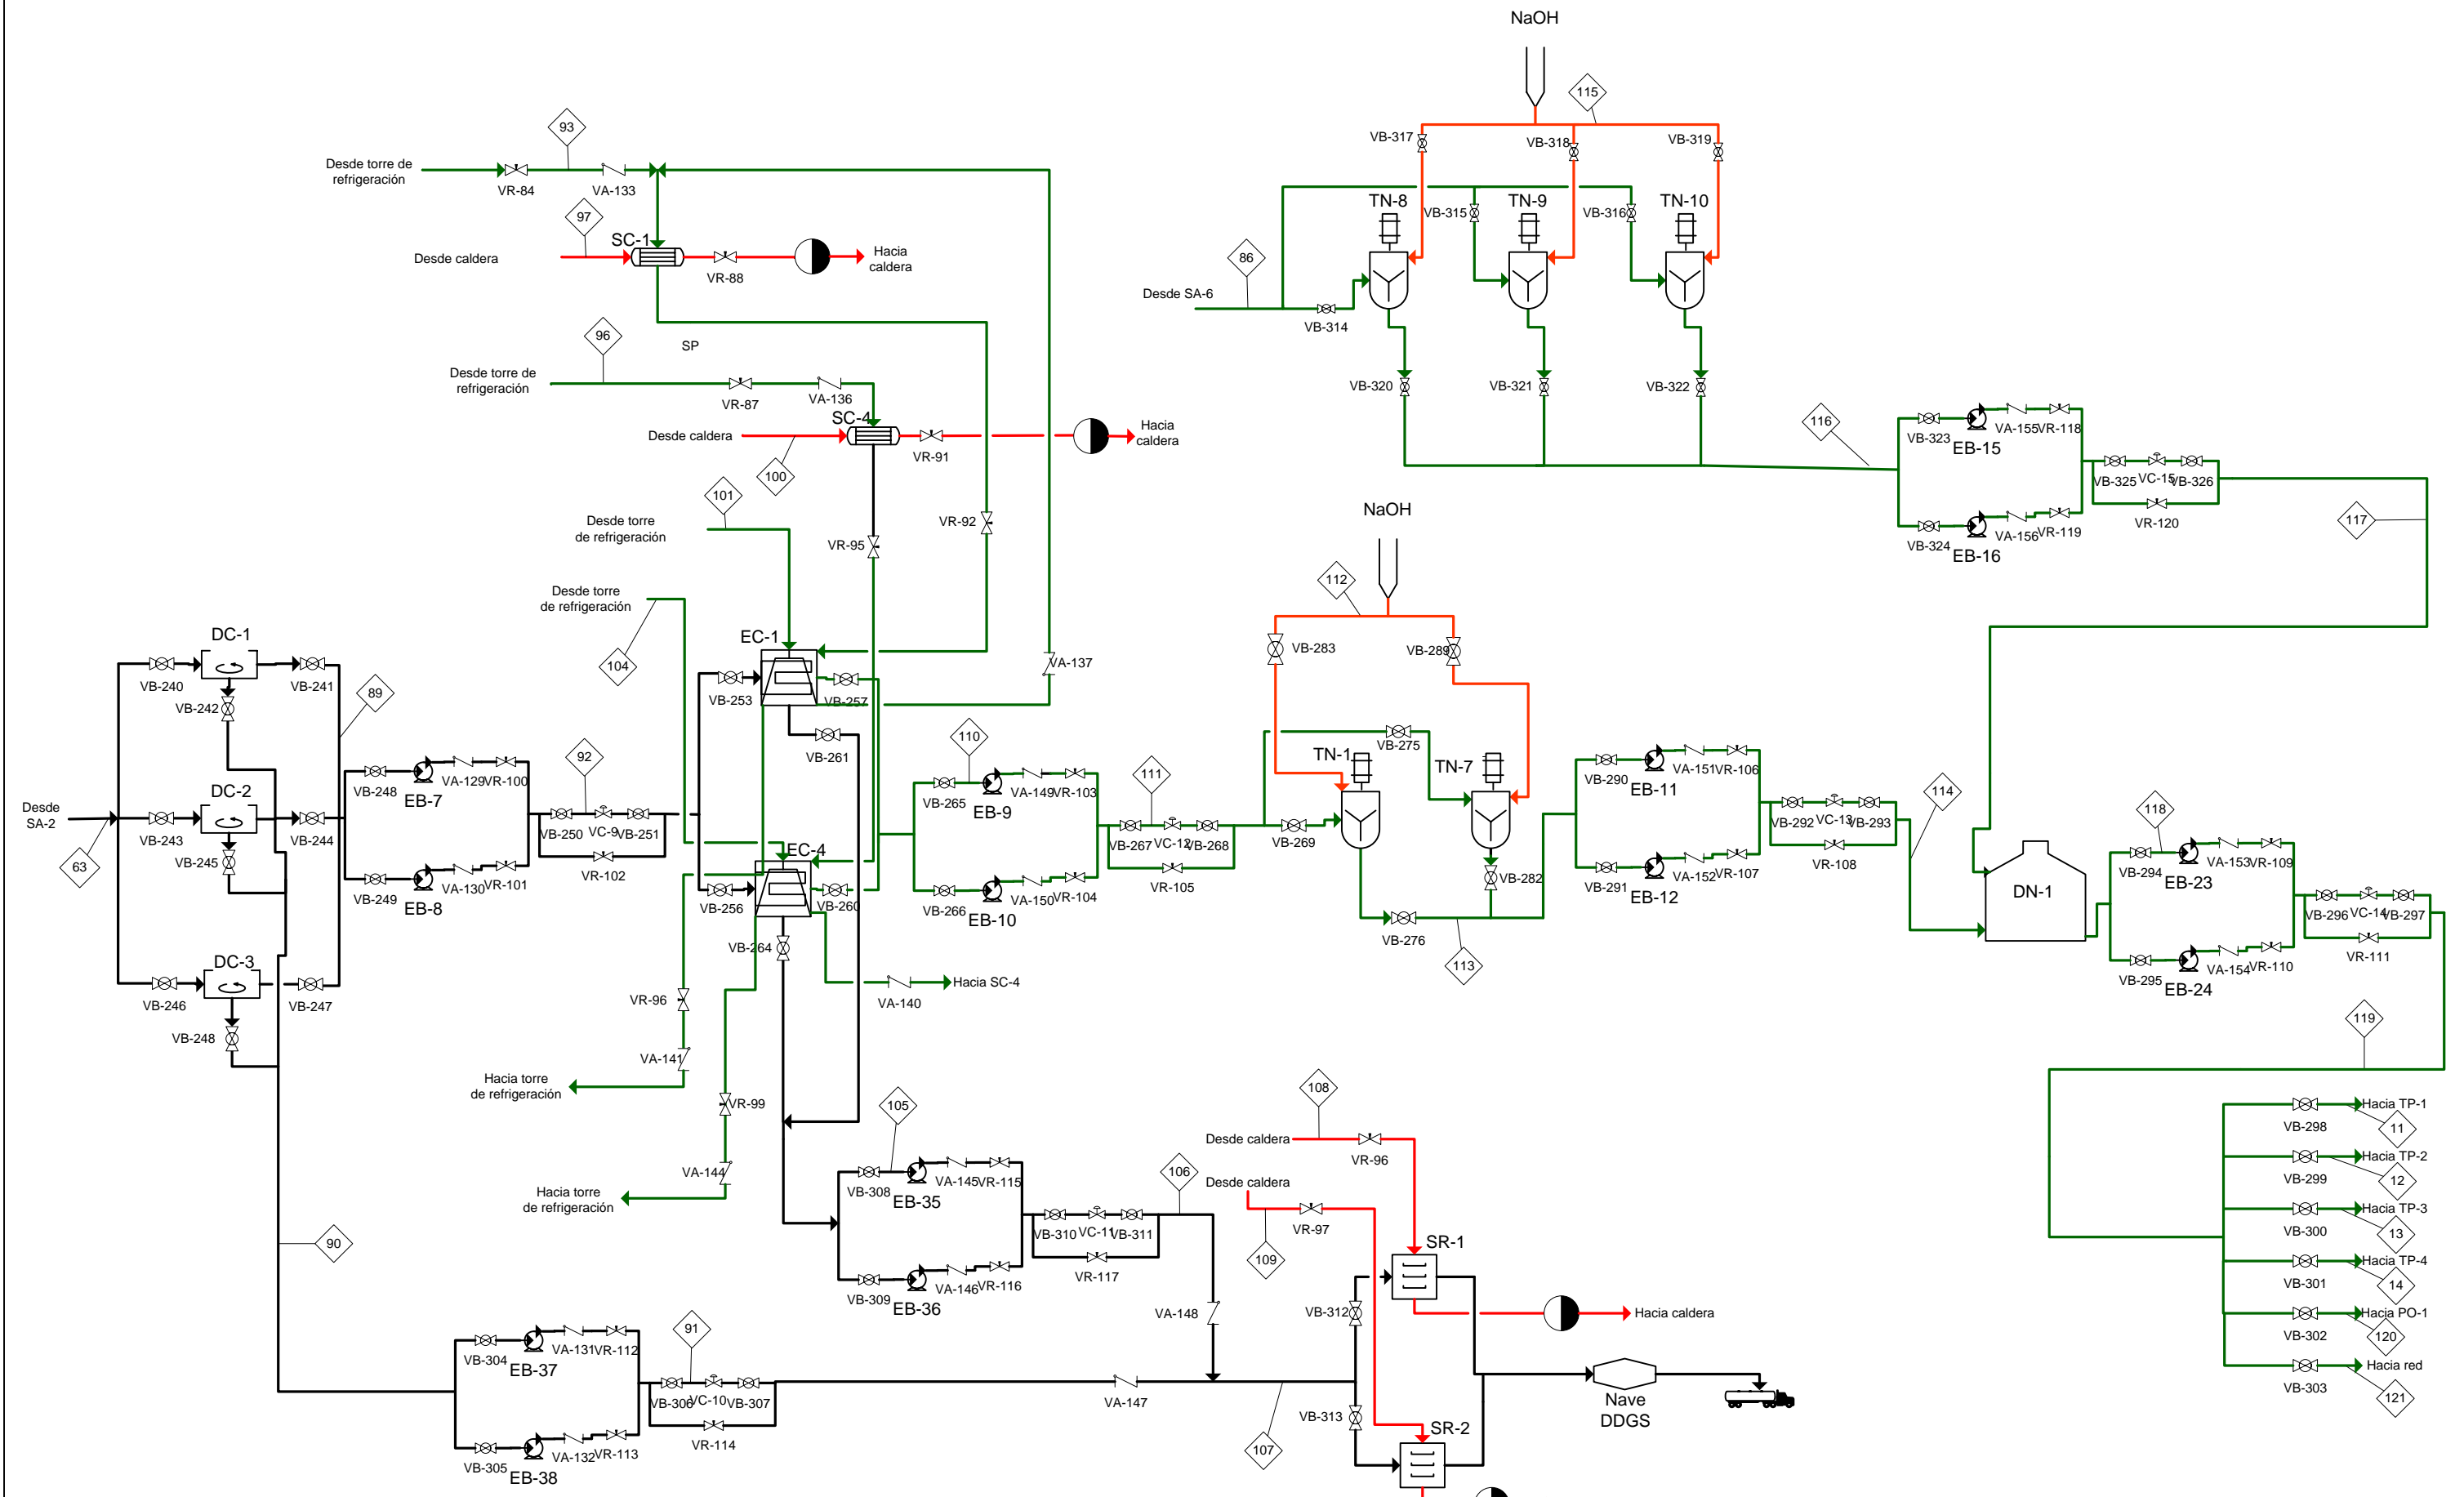 NaOH
115
93
VB-317
VB-318
VB-319
Desde torre de
refrigeración
VR-84
VA-133
TN-8
TN-9
TN-10
97
VB-315
VB-316
SC-1
Desde caldera
VR-88
Hacia
caldera
86
Desde SA-6
VB-314
96
SP
Desde torre de
refrigeración
VR-87
VA-136
VB-320
VB-321
VB-322
SC-4
Desde caldera
VR-91
Hacia
caldera
100
116
VB-323
VA-155
VR-118
EB-15
VB-325
VC-15
VB-326
VR-120
VB-324
VA-156
VR-119
EB-16
117
101
Desde torre
de refrigeración
VR-92
VR-95
NaOH
112
Desde torre
de refrigeración
104
EC-1
VB-283
VB-289
VA-137
DC-1
VB-240
VB-241
VB-242
89
VB-253
VB-257
VB-261
110
92
VB-275
TN-1
TN-7
111
VB-248
VA-129
VR-100
EB-7
VB-265
VA-149
VR-103
EB-9
VB-290
VA-151
VR-106
EB-11
114
DC-2
Desde
SA-2
VB-243
VB-244
VB-245
63
VB-250
VC-9
VB-251
VR-102
VB-249
VA-130
VR-101
EB-8
EC-4
VB-256
VB-260
VB-264
VB-267
VC-12
VB-268
VR-105
VB-266
VA-150
VR-104
EB-10
VB-269
VB-282
VB-276
113
VB-292
VC-13
VB-293
VR-108
VB-291
VA-152
VR-107
EB-12
118
VB-294
VA-153
VR-109
EB-23
DN-1
VB-296
VC-14
VB-297
VR-111
VB-295
VA-154
VR-110
EB-24
DC-3
VB-246
VB-247
VB-248
VR-96
VA-140
Hacia SC-4
119
VA-141
Hacia torre
de refrigeración
VR-99
VA-144
Hacia torre
de refrigeración
105
108
Desde caldera
VR-96
Desde caldera
VR-97
109
106
VB-308
VA-145
VR-115
EB-35
VB-310
VC-11
VB-311
VR-117
VB-309
VA-146
VR-116
EB-36
VA-148
Hacia TP-1
VB-298
11
Hacia TP-2
VB-299
12
Hacia TP-3
VB-300
13
Hacia TP-4
VB-301
14
Hacia PO-1
VB-302
120
Hacia red
VB-303
121
90
SR-1
VB-312
Hacia caldera
91
VB-304
VA-131
VR-112
EB-37
VB-306
VC-10
VB-307
VR-114
VB-305
VA-132
VR-113
EB-38
VA-147
107
VB-313
SR-2
Nave
DDGS